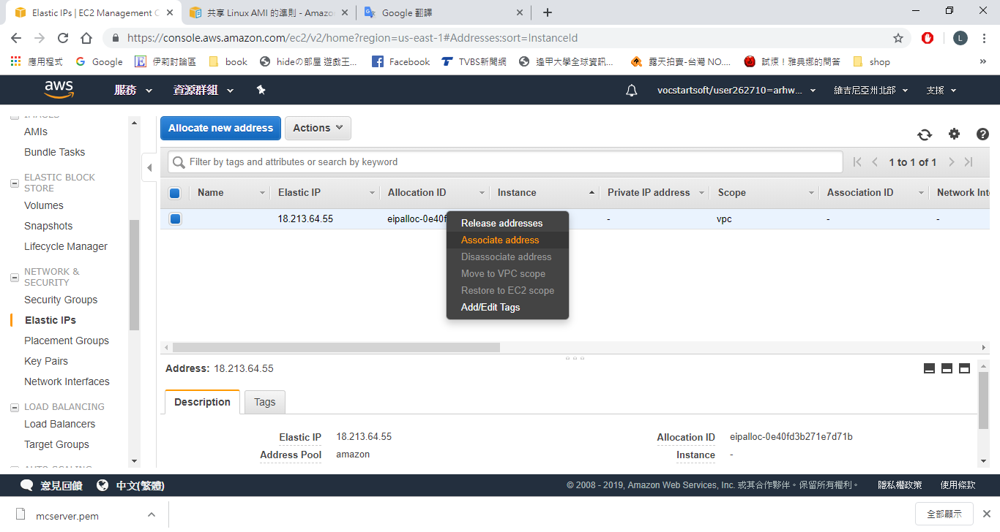 Elastic IPs | EC2 Management C
共享 Linux AMI 的準則 - Amazo
Google 翻譯
https://console.aws.amazon.com/ec2/v2/home?region=us-east-1#Addresses:sort=InstanceId
L
應用程式
Google
伊莉討論區
book
hideの部屋 遊戲王...
Facebook
TVBS新聞網
逢甲大學全球資訊...
露天拍賣-台灣 NO....
試煉！雅典娜的問答
shop
aws
服務
資源群組
vocstartsoft/user262710=arhw...
維吉尼亞州北部
支援
IMAGES
AMIs
Bundle Tasks
ELASTIC BLOCK
STORE
Volumes
Snapshots
Lifecycle Manager
NETWORK &
SECURITY
Security Groups
Elastic IPs
Placement Groups
Key Pairs
Network Interfaces
LOAD BALANCING
Load Balancers
Target Groups
AUTO SCALING
Allocate new address
Actions
Filter by tags and attributes or search by keyword
1 to 1 of 1
Name
Elastic IP
Allocation ID
Instance
Private IP address
Scope
Association ID
Network Inte
18.213.64.55
eipalloc-0e40f
-
vpc
-
-
Release addresses
Associate address
Disassociate address
Move to VPC scope
Restore to EC2 scope
Add/Edit Tags
Address: 18.213.64.55
Description
Tags
Elastic IP 18.213.64.55
Allocation ID eipalloc-0e40fd3b271e7d71b
Address Pool amazon
Instance -
意見回饋
中文(繁體)
© 2008 - 2019, Amazon Web Services, Inc. 或其合作夥伴。保留所有權利。
隱私權政策
使用條款
mcserver.pem
全部顯示